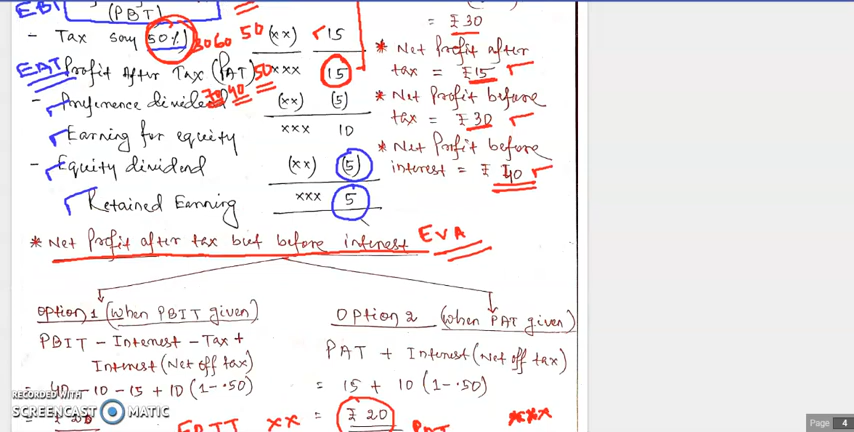 EBT
(PBT)
- Tax say 50%) 3060 50 (xx) 15
EAT Profit After Tax (PAT) 50 xxx 15
70 40
- Preference dividend (xx) (5)
Earning for equity xxx 10
- Equity dividend (xx) (5)
Retained Earning xxx 5
= ₹ 30
* Net Profit after
tax = ₹15
* Net Profit before
tax = ₹ 30
* Net Profit before
interest = ₹ 40
* Net Profit after tax but before interest EVA
Option 1 (When PBIT given)
PBIT - Interest - Tax +
Interest (Net off tax)
= 40 - 10 - 15 + 10 (1-.50)
= ₹ 20
Option 2 (When PAT given)
PAT + Interest (Net off tax)
= 15 + 10 (1-.50)
= ₹ 20
xx
xxx
RECORDED WITH
SCREENCAST MATIC
Page 4